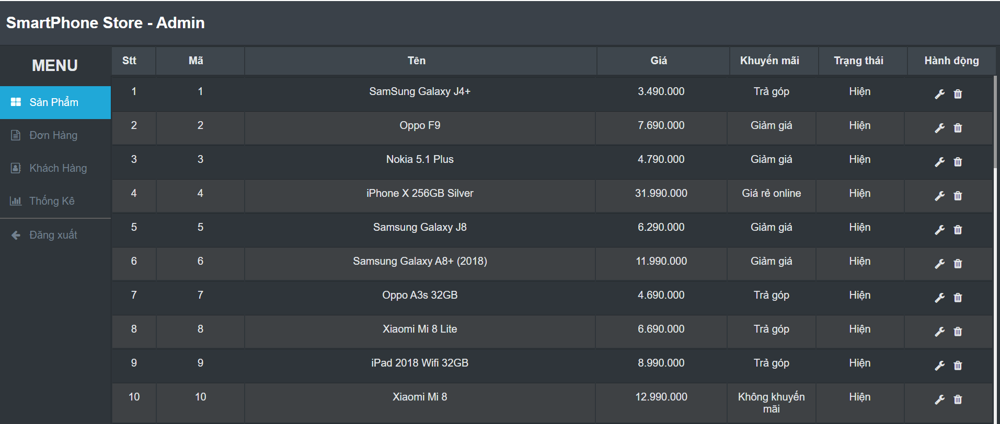 SmartPhone Store - Admin
MENU
Sản Phẩm
Đơn Hàng
Khách Hàng
Thống Kê
Đăng xuất
Stt Mã Tên Giá Khuyến mãi Trạng thái Hành động
1 1 SamSung Galaxy J4+ 3.490.000 Trả góp Hiện
2 2 Oppo F9 7.690.000 Giảm giá Hiện
3 3 Nokia 5.1 Plus 4.790.000 Giảm giá Hiện
4 4 iPhone X 256GB Silver 31.990.000 Giá rẻ online Hiện
5 5 Samsung Galaxy J8 6.290.000 Giảm giá Hiện
6 6 Samsung Galaxy A8+ (2018) 11.990.000 Giảm giá Hiện
7 7 Oppo A3s 32GB 4.690.000 Trả góp Hiện
8 8 Xiaomi Mi 8 Lite 6.690.000 Trả góp Hiện
9 9 iPad 2018 Wifi 32GB 8.990.000 Trả góp Hiện
10 10 Xiaomi Mi 8 12.990.000 Không khuyến Hiện
mãi